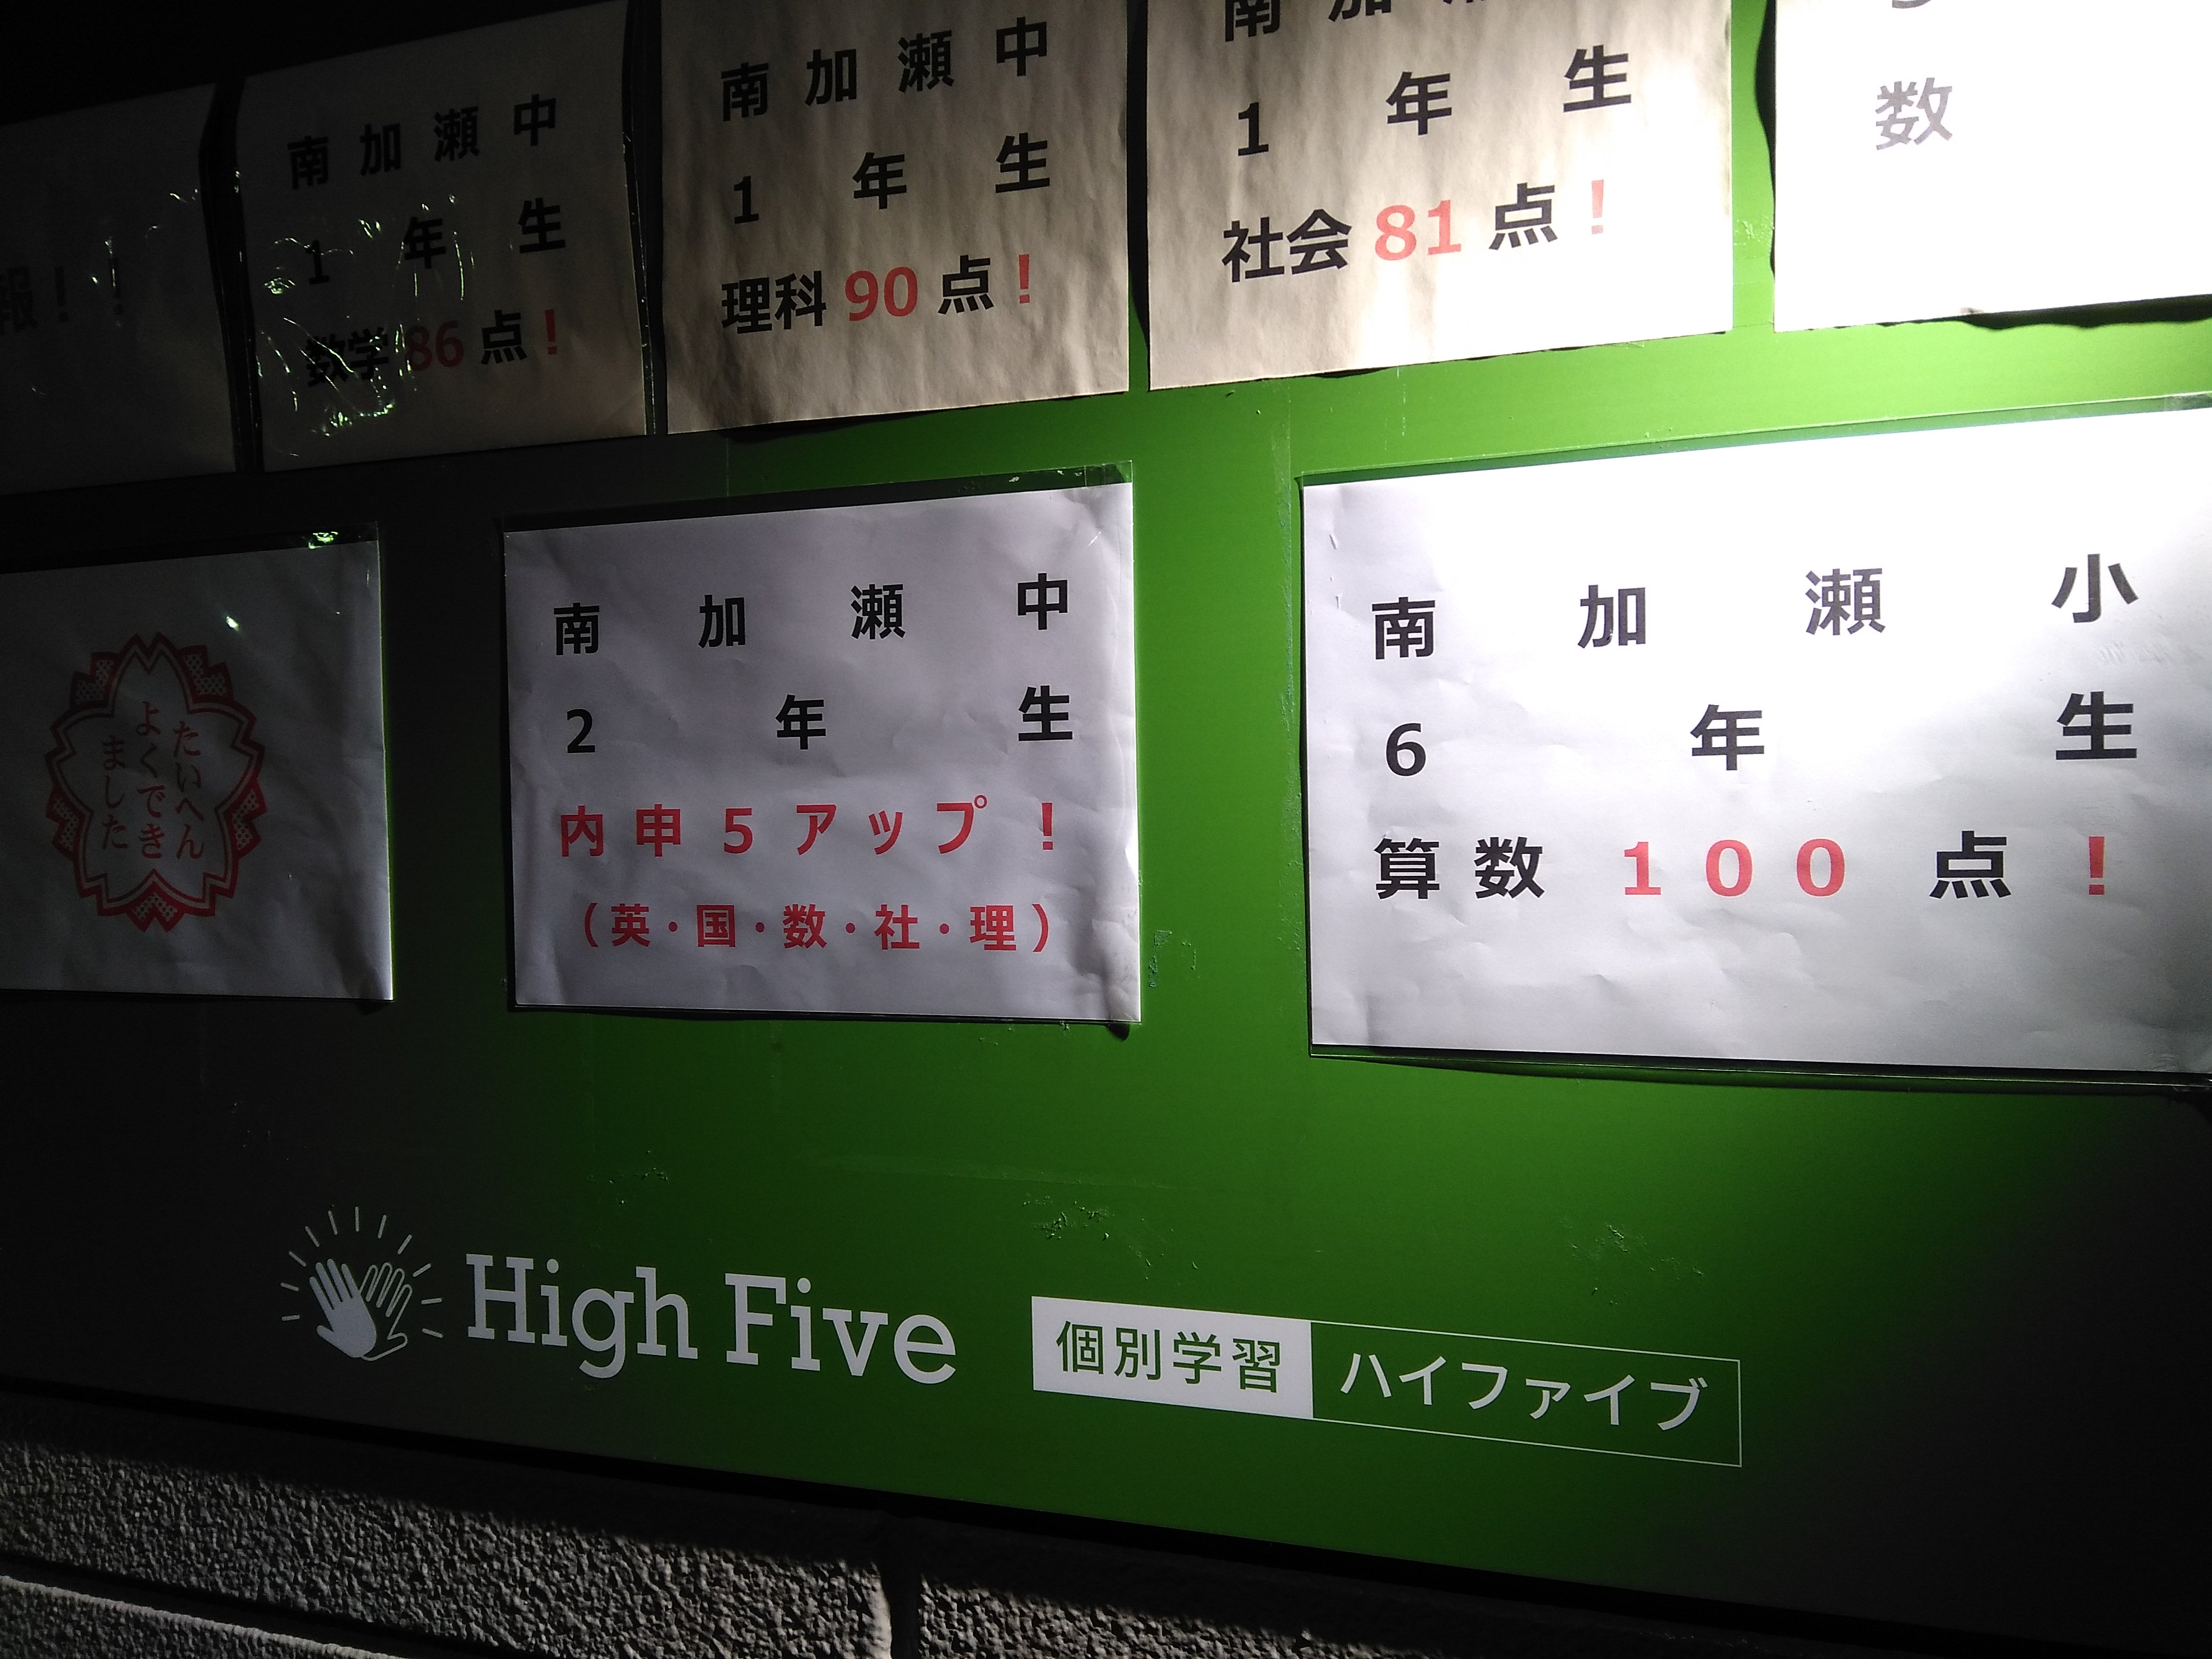 報！！
南加瀬中
1年生
数学86点！
南加瀬中
1年生
理科90点！
南加瀬
1年生
社会81点！
数
たいへん
よくでき
ました
南加瀬中
2年生
内申5アップ！
（英・国・数・社・理）
南加瀬小
6年生
算数100点！
High Five
個別学習 ハイファイブ